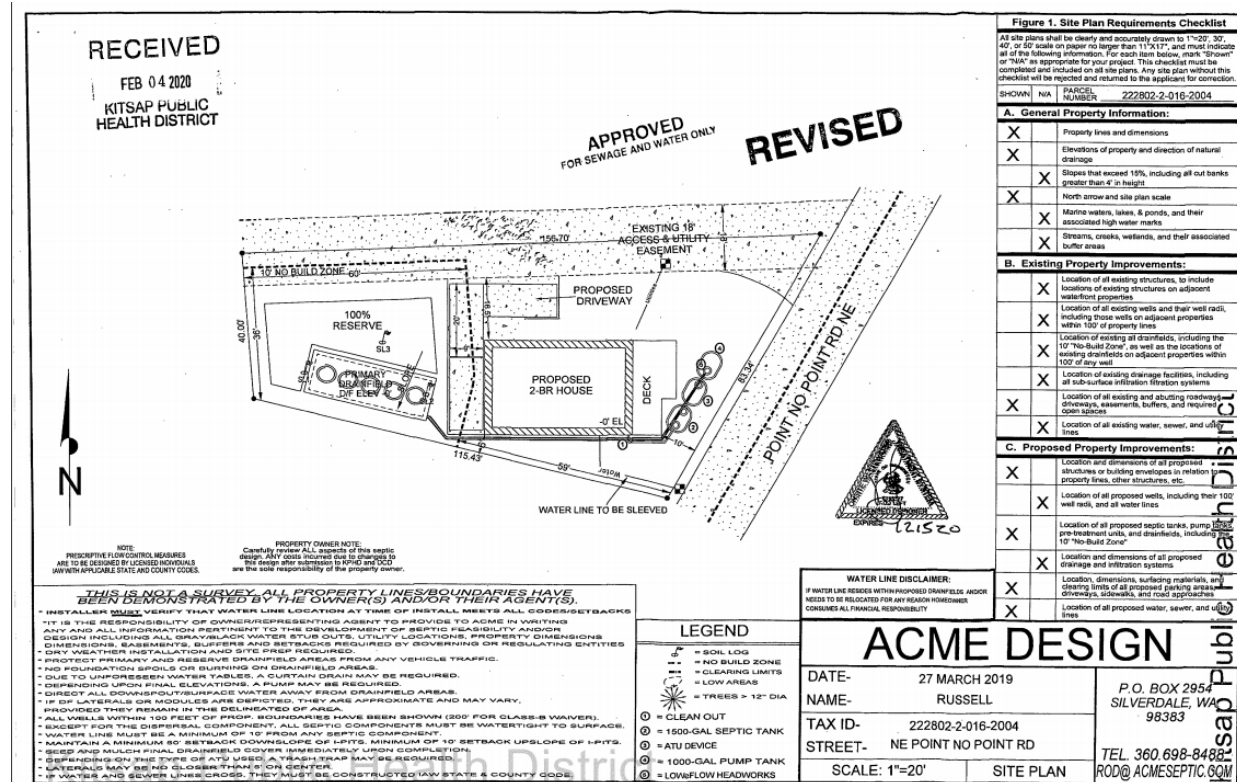 RECEIVED
FEB 04 2020
KITSAP PUBLIC
HEALTH DISTRICT
APPROVED
FOR SEWAGE AND WATER ONLY
REVISED
EXISTING 18'
156.70'
ACCESS & UTILITY
EASEMENT
10' NO BUILD ZONE
60'
PROPOSED
DRIVEWAY
100%
RESERVE
SL3
40.00'
36'
20'
PRIMARY
DRAINFIELD
D/F ELEV
PROPOSED
2-BR HOUSE
DECK
-0' EL
10'
83.34'
POINT NO POINT RD NE
115.43'
59'
Water
WATER LINE TO BE SLEEVED
N
LICENSED DESIGNER
EXPIRES
NOTE:
PRESCRIPTIVE FLOW CONTROL MEASURES
ARE TO BE DESIGNED BY LICENSED INDIVIDUALS
IAW WITH APPLICABLE STATE AND COUNTY CODES.
PROPERTY OWNER NOTE:
Carefully review ALL aspects of this septic
design. ANY costs incurred due to changes to
this design after submission to KPHD and DCD
are the sole responsibility of the property owner.
THIS IS NOT A SURVEY. ALL PROPERTY LINES/BOUNDARIES HAVE
BEEN DEMONSTRATED BY THE OWNER(S) AND/OR THEIR AGENT(S).
* INSTALLER MUST VERIFY THAT WATER LINE LOCATION AT TIME OF INSTALL MEETS ALL CODES/SETBACKS
*IT IS THE RESPONSIBILITY OF OWNER/REPRESENTING AGENT TO PROVIDE TO ACME IN WRITING
ANY AND ALL INFORMATION PERTINENT TO THE DEVELOPMENT OF SEPTIC FEASIBILITY AND/OR
DESIGN INCLUDING ALL GRAY/BLACK WATER STUB OUTS, UTILITY LOCATIONS, PROPERTY DIMENSIONS
DIMENSIONS, EASEMENTS, BUFFERS AND SETBACKS REQUIRED BY GOVERNING OR REGULATING ENTITIES
* DRY WEATHER INSTALLATION AND SITE PREP REQUIRED.
* PROTECT PRIMARY AND RESERVE DRAINFIELD AREAS FROM ANY VEHICLE TRAFFIC.
* NO FOUNDATION SPOILS OR BURNING ON DRAINFIELD AREAS.
* DUE TO UNFORESEEN WATER TABLES, A CURTAIN DRAIN MAY BE REQUIRED.
* DEPENDING UPON FINAL ELEVATIONS, A PUMP MAY BE REQUIRED.
* DIRECT ALL DOWNSPOUT/SURFACE WATER AWAY FROM DRAINFIELD AREAS.
* IF DF LATERALS OR MODULES ARE DEPICTED, THEY ARE APPROXIMATE AND MAY VARY,
PROVIDED THEY REMAIN IN THE DELINEATED OF AREA.
* ALL WELLS WITHIN 100 FEET OF PROP. BOUNDARIES HAVE BEEN SHOWN (200' FOR CLASS-B WAIVER).
* EXCEPT FOR THE DISPERSAL COMPONENT, ALL SEPTIC COMPONENTS MUST BE WATERTIGHT TO SURFACE.
* WATER LINE MUST BE A MINIMUM OF 10' FROM ANY SEPTIC COMPONENT.
* MAINTAIN A MINIMUM 50' SETBACK DOWNSLOPE OF I-PITS, MINIMUM OF 10' SETBACK UPSLOPE OF I-PITS.
* SEED AND MULCH FINAL DRAINFIELD COVER IMMEDIATELY UPON COMPLETION.
* DEPENDING ON THE TYPE OF ATU USED, A TRASH TRAP MAY BE REQUIRED.
* LATERALS MAY BE NO CLOSER THAN 5' ON CENTER.
* IF WATER AND SEWER LINES CROSS, THEY MUST BE CONSTRUCTED IAW STATE & COUNTY CODE.
LEGEND
= SOIL LOG
= NO BUILD ZONE
= CLEARING LIMITS
= LOW AREAS
= TREES > 12" DIA
① = CLEAN OUT
② = 1500-GAL SEPTIC TANK
③ = ATU DEVICE
④ = 1000-GAL PUMP TANK
⑤ = LOW/FLOW HEADWORKS
WATER LINE DISCLAIMER:
IF WATER LINE RESIDES WITHIN PROPOSED DRAINFIELDS AND/OR
NEEDS TO BE RELOCATED FOR ANY REASON HOMEOWNER
CONSUMES ALL FINANCIAL RESPONSIBILITY
ACME DESIGN
DATE- 27 MARCH 2019
NAME- RUSSELL
TAX ID- 222802-2-016-2004
STREET- NE POINT NO POINT RD
SCALE: 1"=20' SITE PLAN
P.O. BOX 2954
SILVERDALE, WA
98383
TEL. 360.698-8488
ROD@ACMESEPTIC.COM
Figure 1. Site Plan Requirements Checklist
All site plans shall be clearly and accurately drawn to 1"=20', 30',
40', or 50' scale on paper no larger than 11"X17", and must indicate
all of the following information. For each item below, mark "Shown"
or "N/A" as appropriate for your project. This checklist must be
completed and included on all site plans. Any site plan without this
checklist will be rejected and returned to the applicant for correction.
SHOWN N/A PARCEL NUMBER 222802-2-016-2004
A. General Property Information:
X Property lines and dimensions
X Elevations of property and direction of natural
drainage
X Slopes that exceed 15%, including all cut banks
greater than 4' in height
X North arrow and site plan scale
X Marine waters, lakes, & ponds, and their
associated high water marks
X Streams, creeks, wetlands, and their associated
buffer areas
B. Existing Property Improvements:
X Location of all existing structures, to include
locations of existing structures on adjacent
waterfront properties
X Location of all existing wells and their well radii,
including those wells on adjacent properties
within 100' of property lines
X Location of existing all drainfields, including the
10' "No-Build Zone", as well as the locations of
existing drainfields on adjacent properties within
100' of any well
X Location of existing drainage facilities, including
all sub-surface infiltration filtration systems
X Location of all existing and abutting roadways,
driveways, easements, buffers, and required
open spaces
X Location of all existing water, sewer, and utility
lines
C. Proposed Property Improvements:
X Location and dimensions of all proposed
structures or building envelopes in relation to
property lines, other structures, etc.
X Location of all proposed wells, including their 100'
well radii, and all water lines
X Location of all proposed septic tanks, pump tanks,
pre-treatment units, and drainfields, including the
10' "No-Build Zone"
X Location and dimensions of all proposed
drainage and infiltration systems
X Location, dimensions, surfacing materials, and
clearing limits of all proposed parking areas,
driveways, sidewalks, and road approaches
X Location of all proposed water, sewer, and utility
lines
Kitsap Public Health District